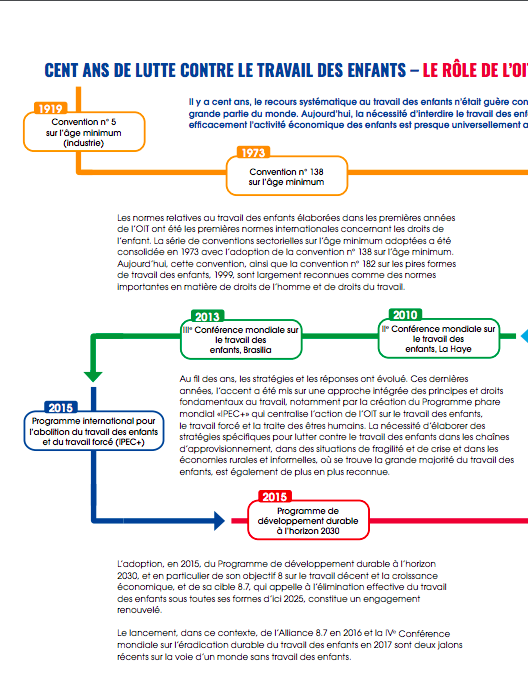 CENT ANS DE LUTTE CONTRE LE TRAVAIL DES ENFANTS – LE RÔLE DE L'OI
1919
Convention n° 5
sur l'âge minimum
(industrie)
Il y a cent ans, le recours systématique au travail des enfants n'était guère con
grande partie du monde. Aujourd'hui, la nécessité d'interdire le travail des enf
efficacement l'activité économique des enfants est presque universellement a
1973
Convention n° 138
sur l'âge minimum
Les normes relatives au travail des enfants élaborées dans les premières années
de l'OIT ont été les premières normes internationales concernant les droits de
l'enfant. La série de conventions sectorielles sur l'âge minimum adoptées a été
consolidée en 1973 avec l'adoption de la convention n° 138 sur l'âge minimum.
Aujourd'hui, cette convention, ainsi que la convention n° 182 sur les pires formes
de travail des enfants, 1999, sont largement reconnues comme des normes
importantes en matière de droits de l'homme et de droits du travail.
2013
IIIᵉ Conférence mondiale sur
le travail des
enfants, Brasilia
2010
IIᵉ Conférence mondiale sur
le travail des
enfants, La Haye
Au fil des ans, les stratégies et les réponses ont évolué. Ces dernières
années, l'accent a été mis sur une approche intégrée des principes et droits
fondamentaux au travail, notamment par la création du Programme phare
mondial «IPEC+» qui centralise l'action de l'OIT sur le travail des enfants,
le travail forcé et la traite des êtres humains. La nécessité d'élaborer des
stratégies spécifiques pour lutter contre le travail des enfants dans les chaînes
d'approvisionnement, dans des situations de fragilité et de crise et dans les
économies rurales et informelles, où se trouve la grande majorité du travail des
enfants, est également de plus en plus reconnue.
2015
Programme international pour
l'abolition du travail des enfants
et du travail forcé (IPEC+)
2015
Programme de
développement durable
à l'horizon 2030
L'adoption, en 2015, du Programme de développement durable à l'horizon
2030, et en particulier de son objectif 8 sur le travail décent et la croissance
économique, et de sa cible 8.7, qui appelle à l'élimination effective du travail
des enfants sous toutes ses formes d'ici 2025, constitue un engagement
renouvelé.
Le lancement, dans ce contexte, de l'Alliance 8.7 en 2016 et la IVᵉ Conférence
mondiale sur l'éradication durable du travail des enfants en 2017 sont deux jalons
récents sur la voie d'un monde sans travail des enfants.